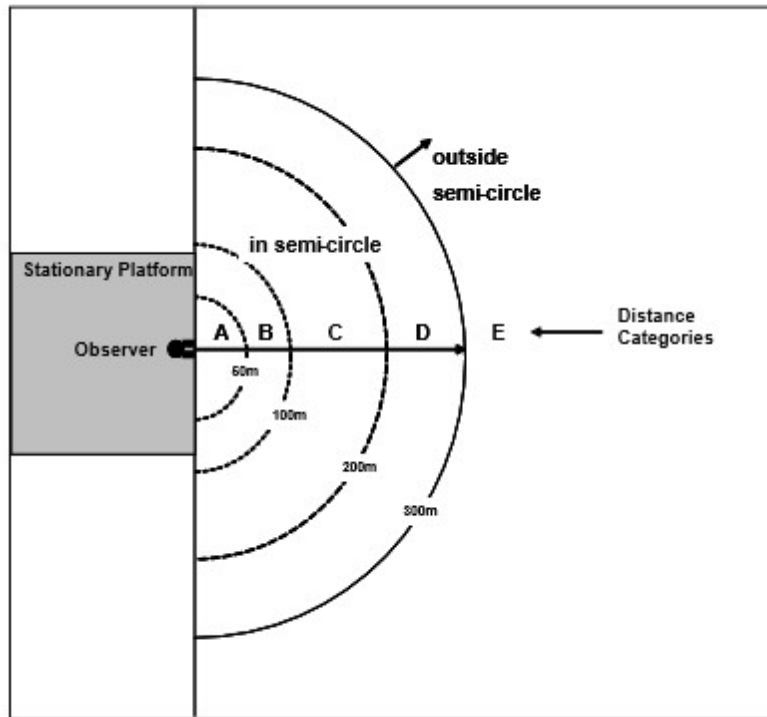 outside
semi-circle
in semi-circle
Stationary Platform
Observer
A B C D E
Distance
Categories
50m
100m
200m
300m